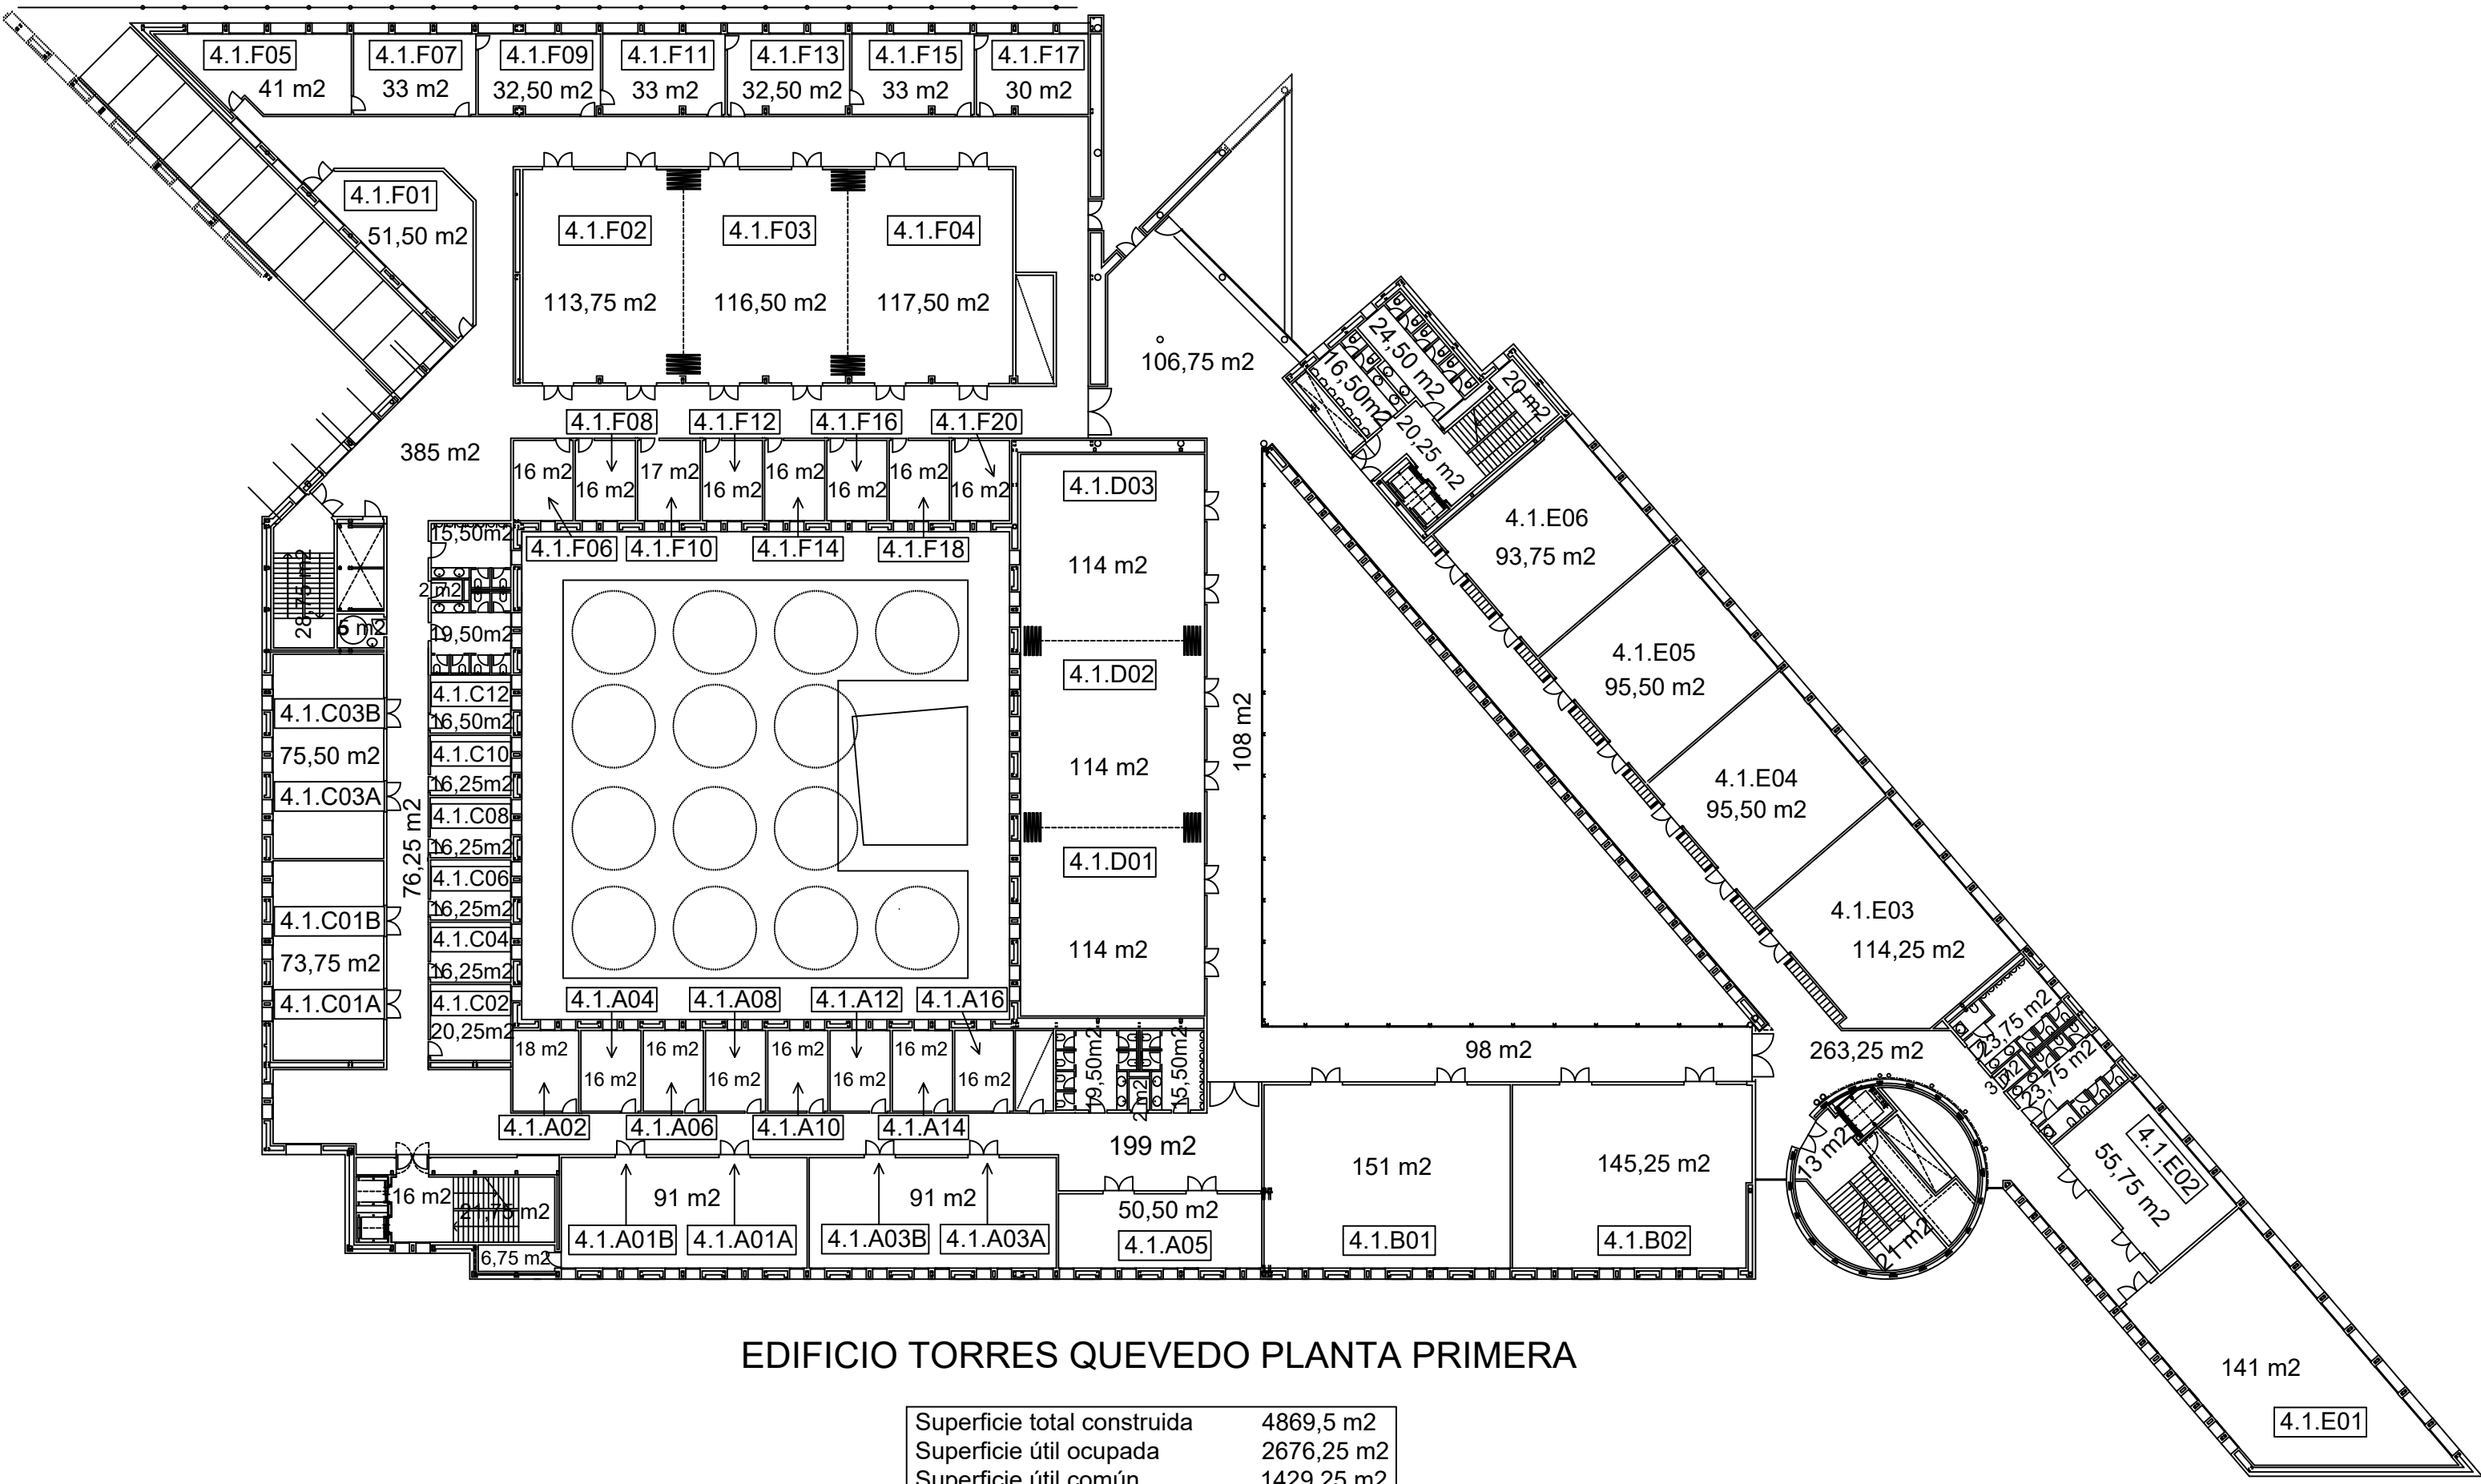 4.1.F05
41 m2
4.1.F07
33 m2
4.1.F09
32,50 m2
4.1.F11
33 m2
4.1.F13
32,50 m2
4.1.F15
33 m2
4.1.F17
30 m2
4.1.F01
51,50 m2
4.1.F02
113,75 m2
4.1.F03
116,50 m2
4.1.F04
117,50 m2
106,75 m2
24,50 m2
16,50m2
20 m2
20,25 m2
385 m2
4.1.F08
4.1.F12
4.1.F16
4.1.F20
16 m2
16 m2
17 m2
16 m2
16 m2
16 m2
16 m2
16 m2
4.1.F06
4.1.F10
4.1.F14
4.1.F18
4.1.D03
114 m2
4.1.D02
114 m2
4.1.D01
114 m2
108 m2
4.1.E06
93,75 m2
4.1.E05
95,50 m2
4.1.E04
95,50 m2
4.1.E03
114,25 m2
28,75 m2
5 m2
15,50m2
2 m2
19,50m2
4.1.C12
16,50m2
4.1.C10
16,25m2
4.1.C08
16,25m2
4.1.C06
16,25m2
4.1.C04
16,25m2
4.1.C02
20,25m2
4.1.C03B
75,50 m2
4.1.C03A
76,25 m2
4.1.C01B
73,75 m2
4.1.C01A
4.1.A04
4.1.A08
4.1.A12
4.1.A16
18 m2
16 m2
16 m2
16 m2
16 m2
16 m2
16 m2
16 m2
19,50m2
2 m2
15,50m2
4.1.A02
4.1.A06
4.1.A10
4.1.A14
98 m2
263,25 m2
23,75 m2
3 m2
23,75 m2
4.1.E02
55,75 m2
199 m2
16 m2
21,75 m2
6,75 m2
91 m2
4.1.A01B
4.1.A01A
91 m2
4.1.A03B
4.1.A03A
50,50 m2
4.1.A05
151 m2
4.1.B01
145,25 m2
4.1.B02
13 m2
21 m2
141 m2
4.1.E01
EDIFICIO TORRES QUEVEDO PLANTA PRIMERA
Superficie total construida 4869,5 m2
Superficie útil ocupada 2676,25 m2
Superficie útil común 1429,25 m2